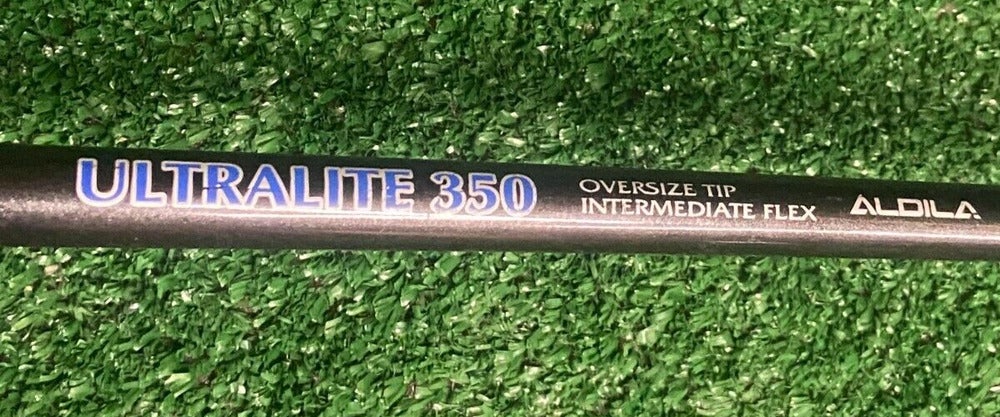 ULTRALITE 350
OVERSIZE TIP
INTERMEDIATE FLEX
ALDILA